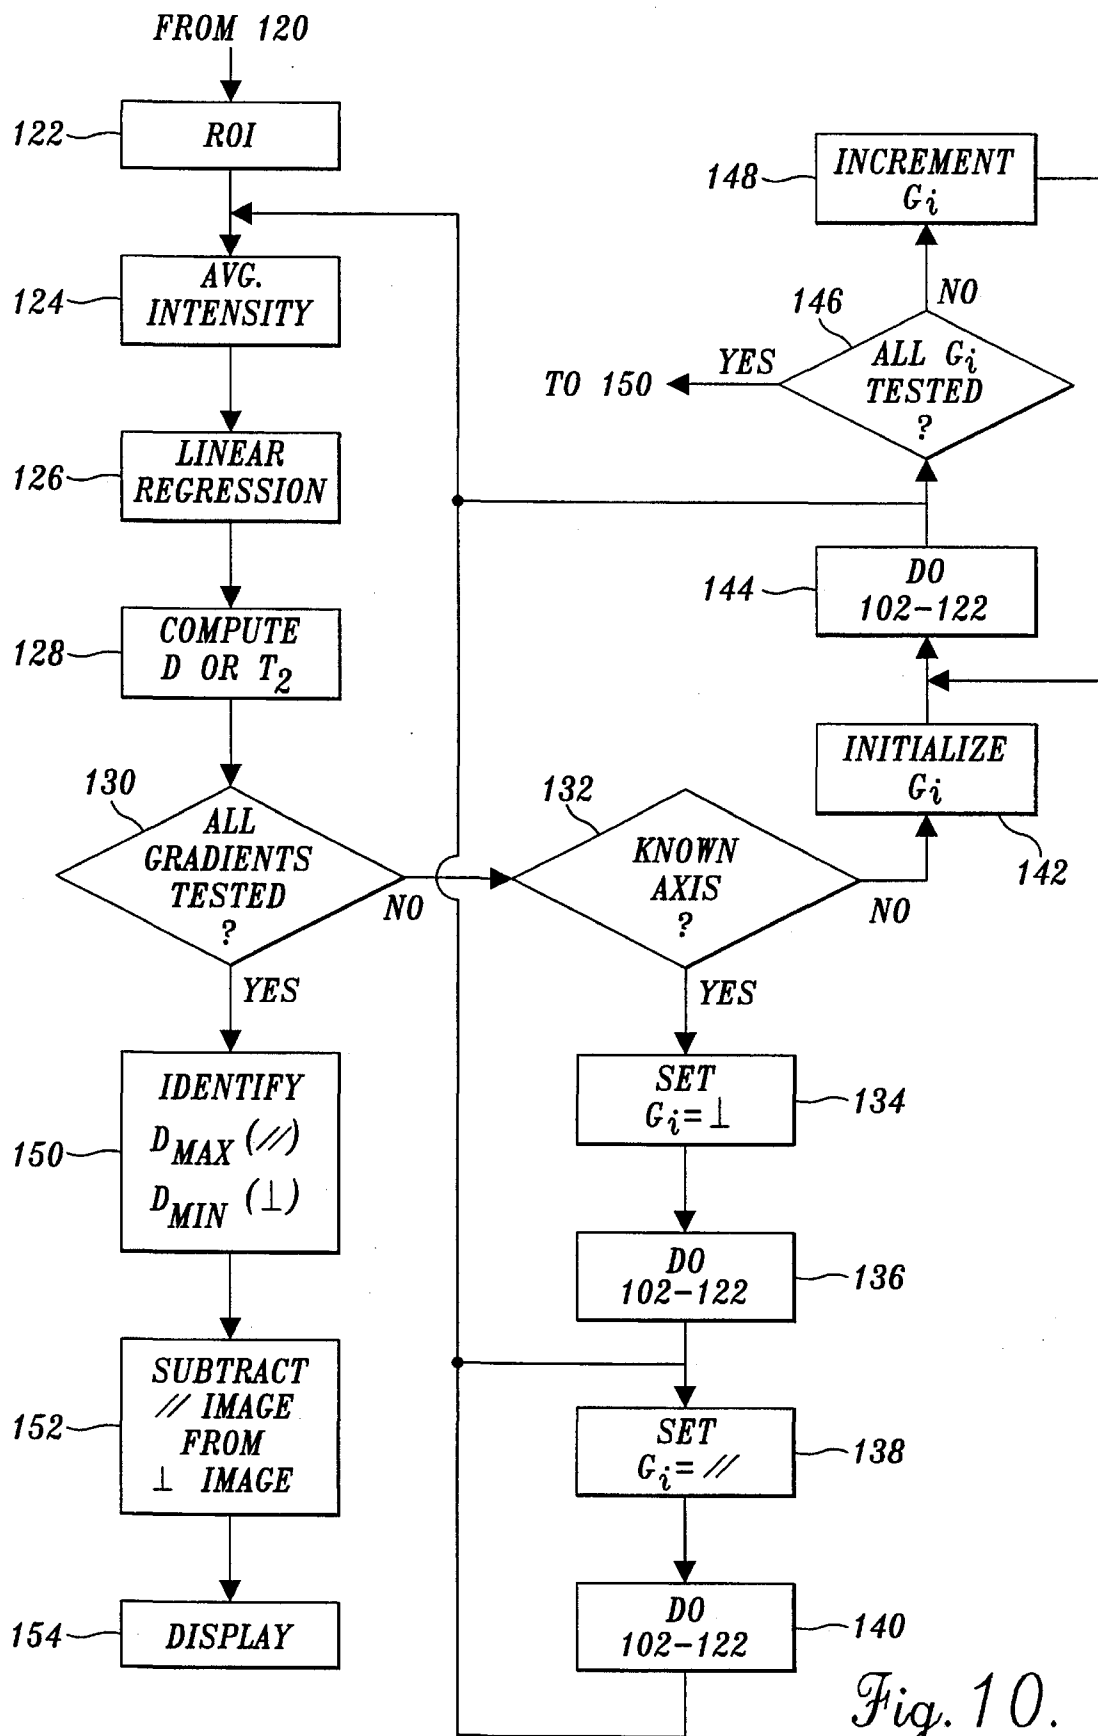 FROM 120
122
ROI
124
AVG.
INTENSITY
126
LINEAR
REGRESSION
128
COMPUTE
D OR T2
130
ALL
GRADIENTS
TESTED
?
NO
YES
150
IDENTIFY
DMAX (//)
DMIN (⊥)
152
SUBTRACT
// IMAGE
FROM
⊥ IMAGE
154
DISPLAY
132
KNOWN
AXIS
?
NO
YES
SET
Gi=⊥
134
DO
102-122
136
SET
Gi=//
138
DO
102-122
140
148
INCREMENT
Gi
NO
146
ALL Gi
TESTED
?
YES
TO 150
144
DO
102-122
INITIALIZE
Gi
142
Fig. 10.